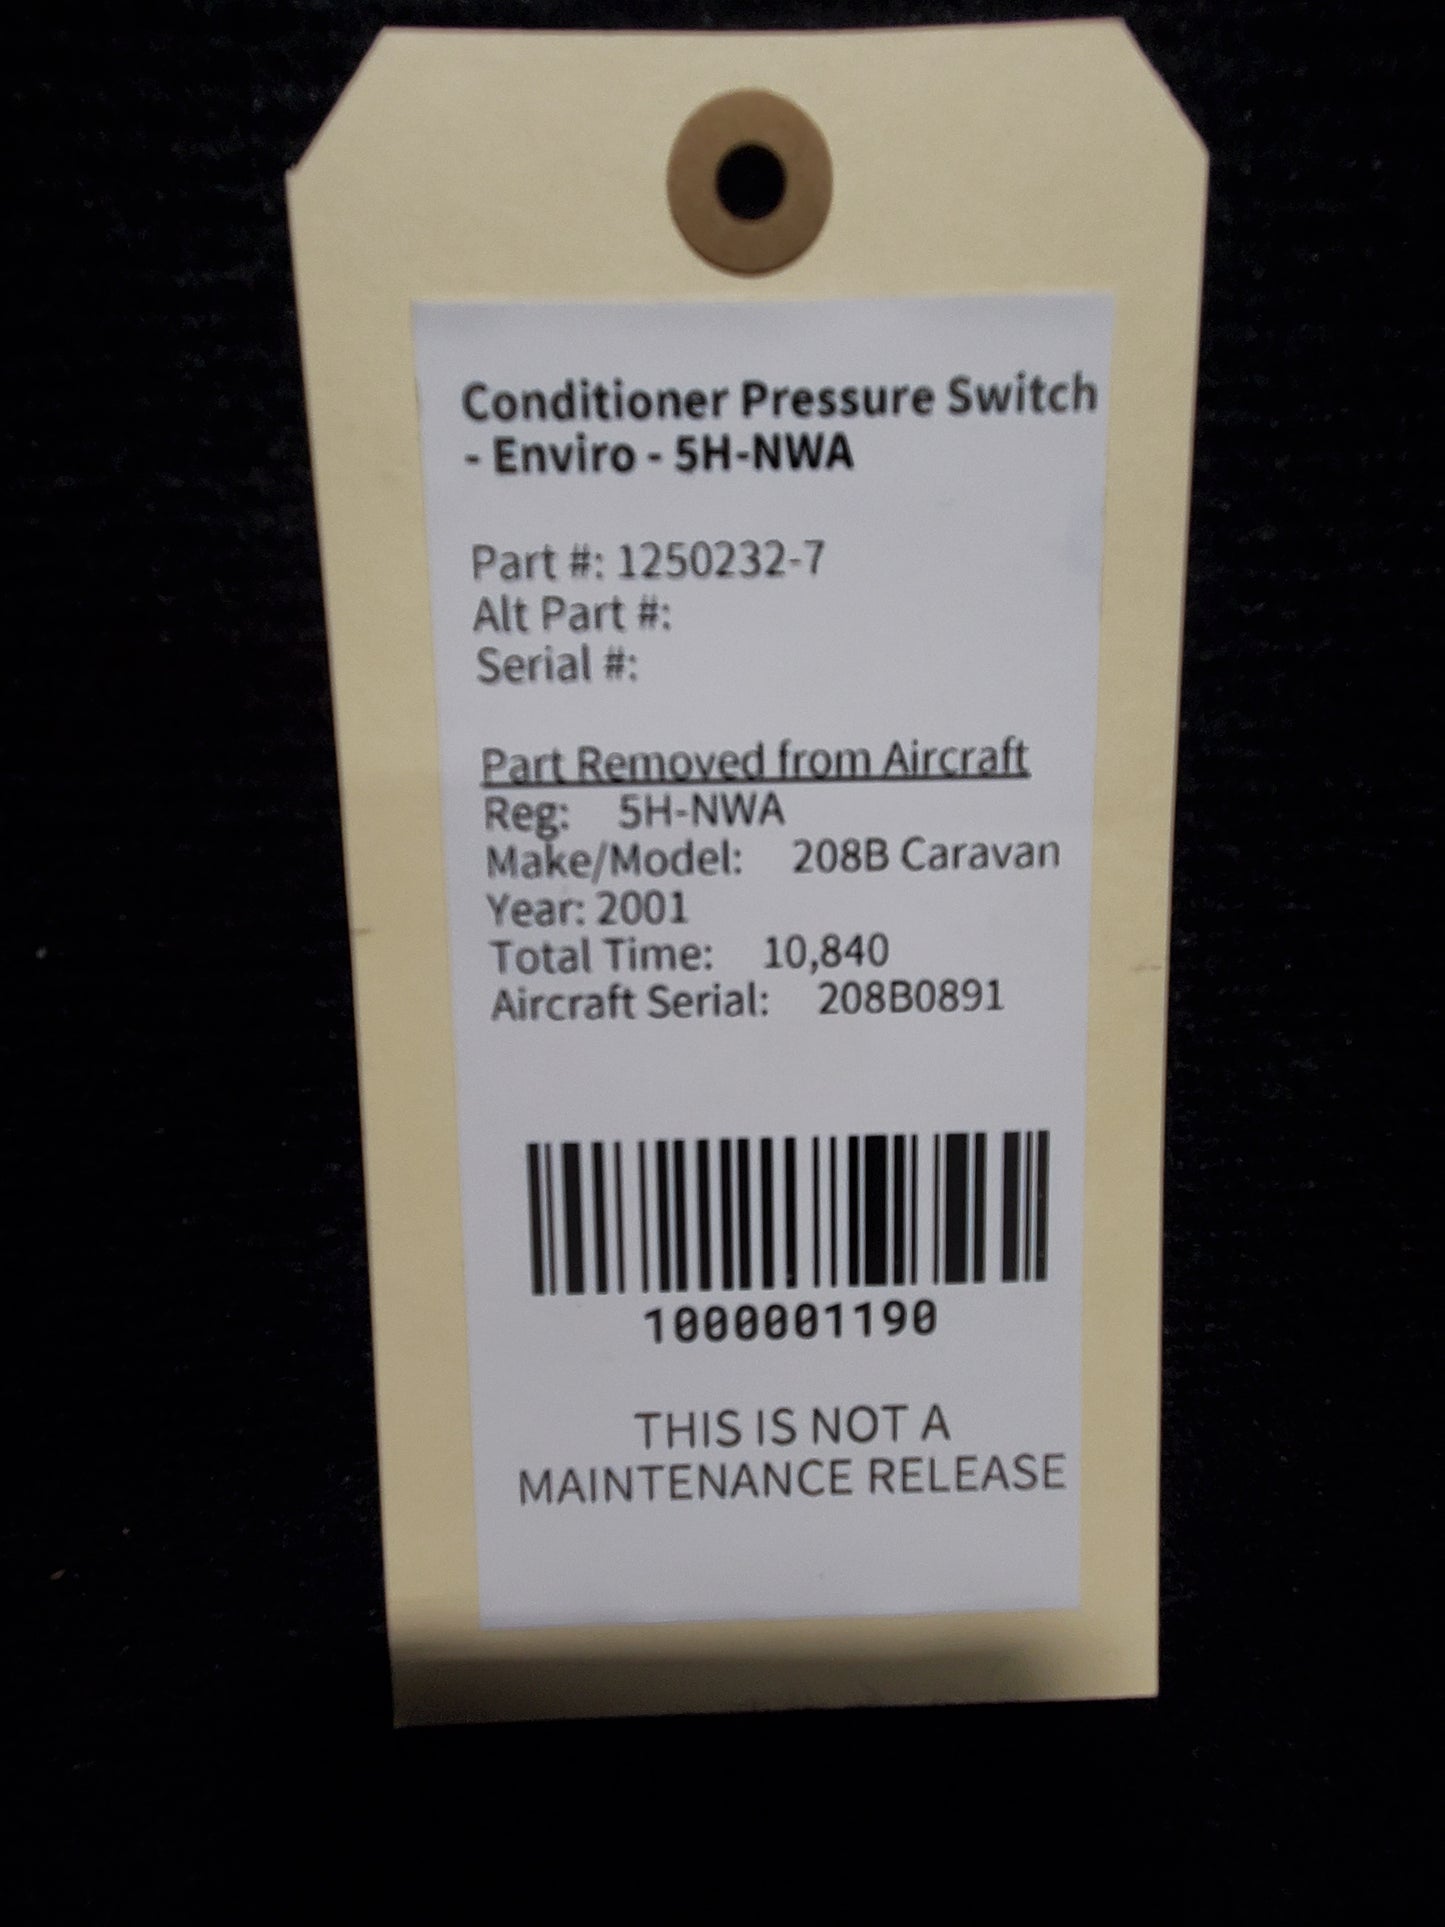 Conditioner Pressure Switch
- Enviro - 5H-NWA
Part #: 1250232-7
Alt Part #:
Serial #:
Part Removed from Aircraft
Reg: 5H-NWA
Make/Model: 208B Caravan
Year: 2001
Total Time: 10,840
Aircraft Serial: 208B0891
1000001190
THIS IS NOT A
MAINTENANCE RELEASE